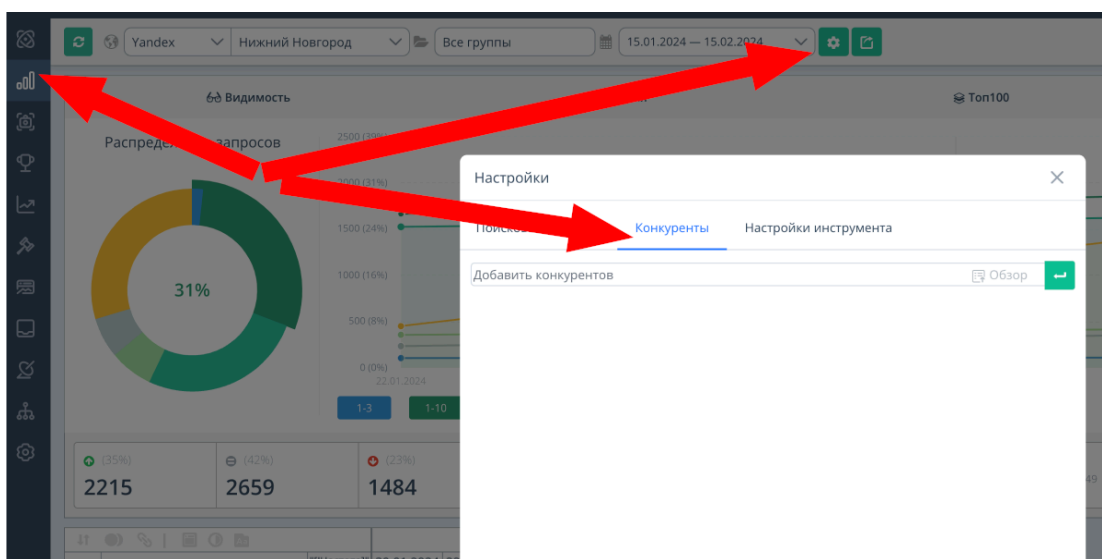 Yandex
Нижний Новгород
Все группы
15.01.2024 — 15.02.2024
Видимость
Топ100
запросов
2500 (39%)
2000 (31%)
1500 (24%)
1000 (16%)
500 (8%)
0 (0%)
22.01.2024
31%
1-3
1-10
Настройки
Конкуренты
Настройки инструмента
Добавить конкурентов
Обзор
(35%)
(42%)
(23%)
2215
2659
1484
49